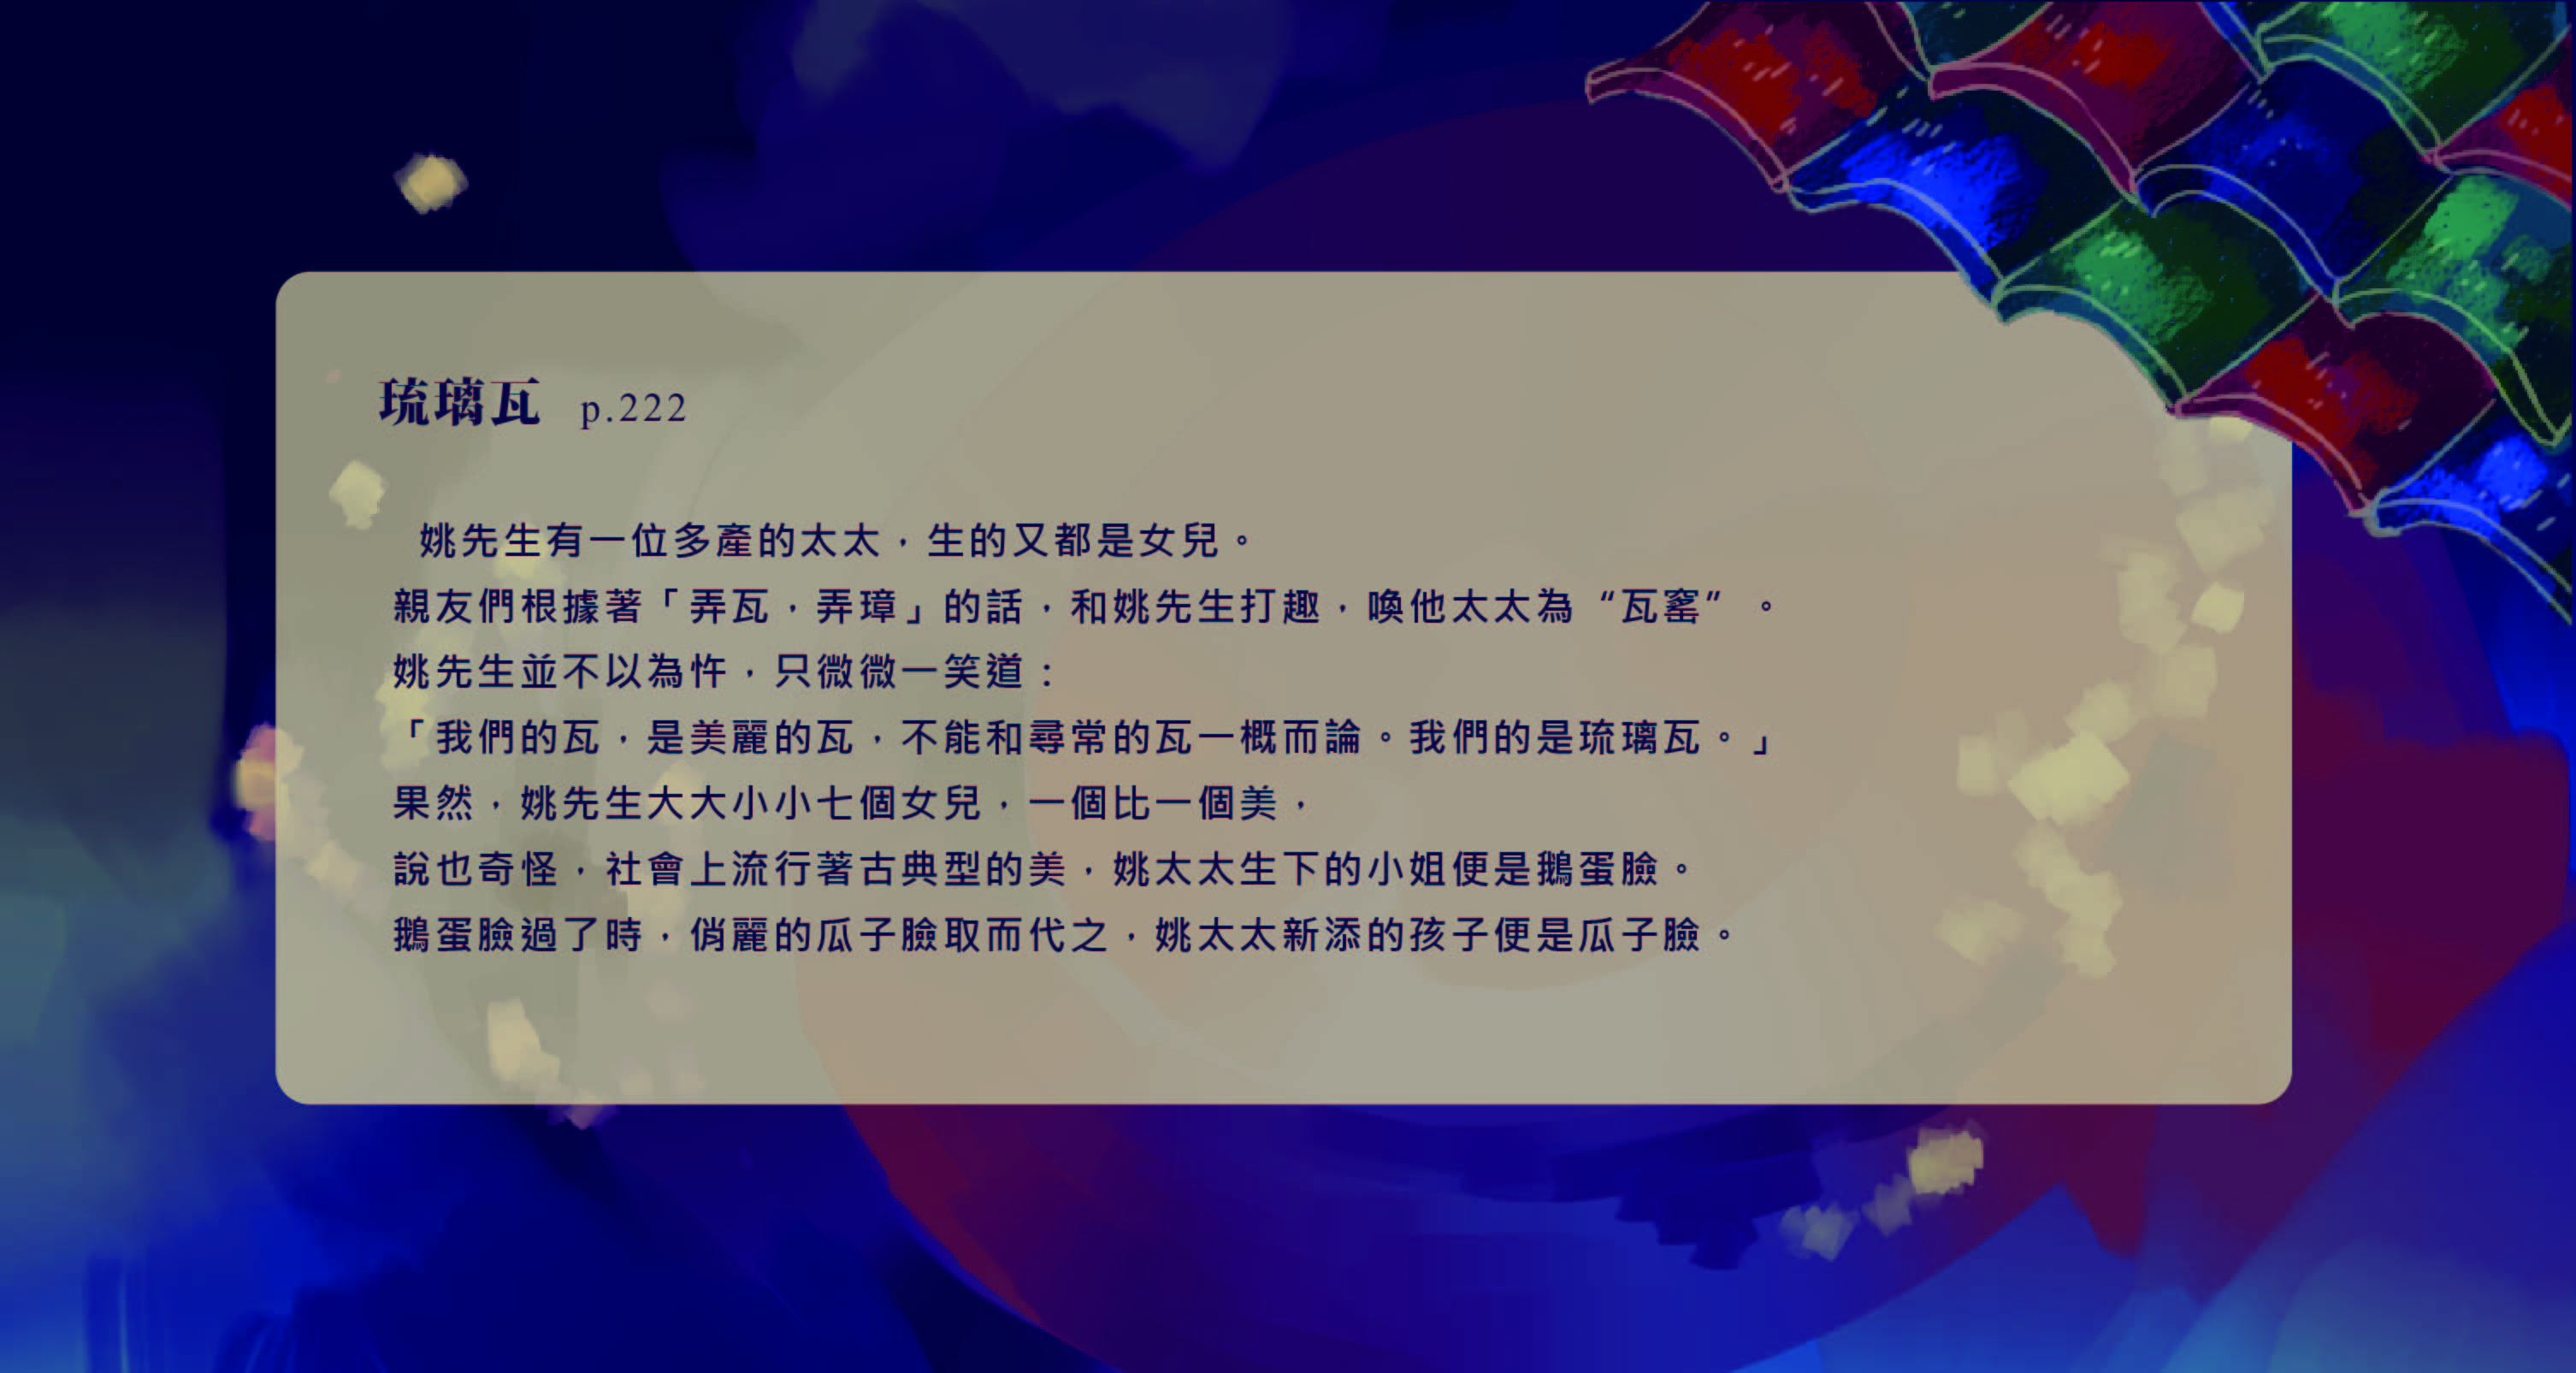 琉璃瓦 p.222
姚先生有一位多產的太太，生的又都是女兒。
親友們根據著「弄瓦，弄璋」的話，和姚先生打趣，喚他太太為“瓦窰”。
姚先生並不以為忤，只微微一笑道：
「我們的瓦，是美麗的瓦，不能和尋常的瓦一概而論。我們的是琉璃瓦。」
果然，姚先生大大小小七個女兒，一個比一個美，
說也奇怪，社會上流行著古典型的美，姚太太生下的小姐便是鵝蛋臉。
鵝蛋臉過了時，俏麗的瓜子臉取而代之，姚太太新添的孩子便是瓜子臉。